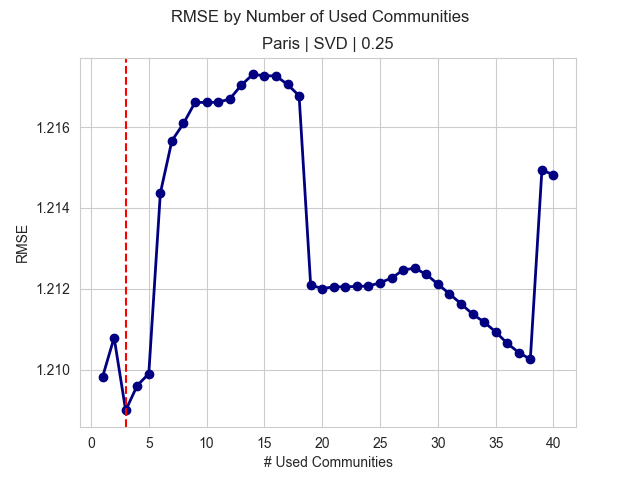 RMSE by Number of Used Communities
Paris | SVD | 0.25
RMSE
1.216
1.214
1.212
1.210
0 5 10 15 20 25 30 35 40
# Used Communities